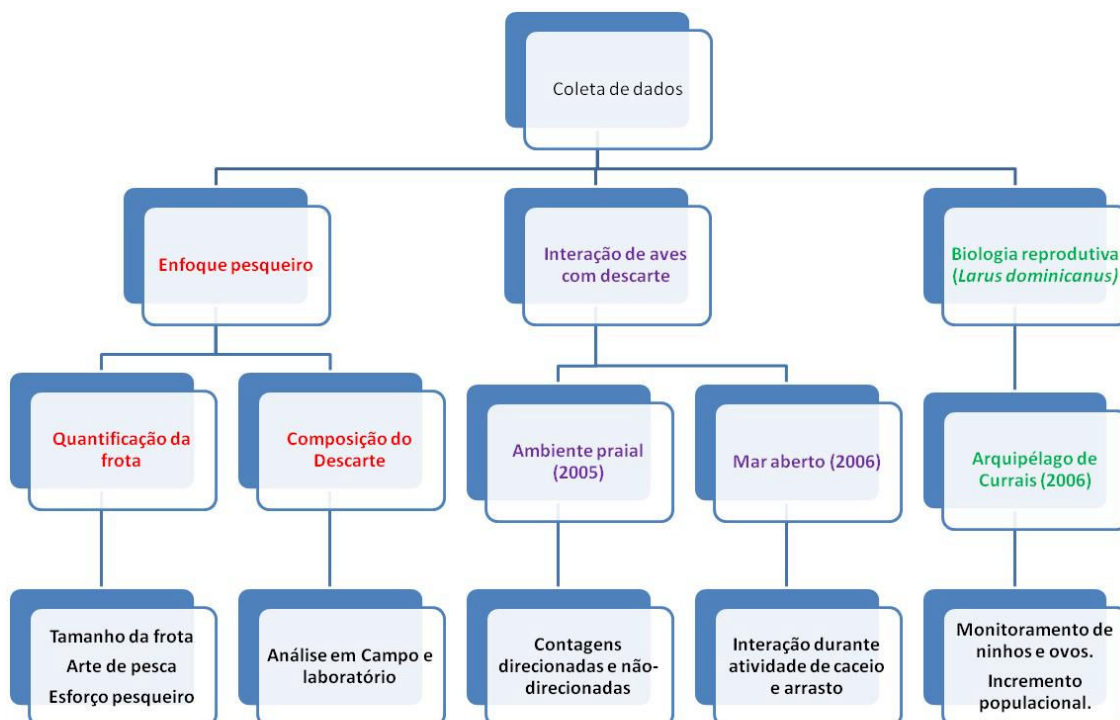 Coleta de dados
Enfoque pesqueiro
Interação de aves
com descarte
Biologia reprodutiva
(Larus dominicanus)
Quantificação da
frota
Composição do
Descarte
Ambiente praial
(2005)
Mar aberto (2006)
Arquipélago de
Currais (2006)
Tamanho da frota
Arte de pesca
Esforço pesqueiro
Análise em Campo e
laboratório
Contagens
direcionadas e não-
direcionadas
Interação durante
atividade de caceio
e arrasto
Monitoramento de
ninhos e ovos.
Incremento
populacional.